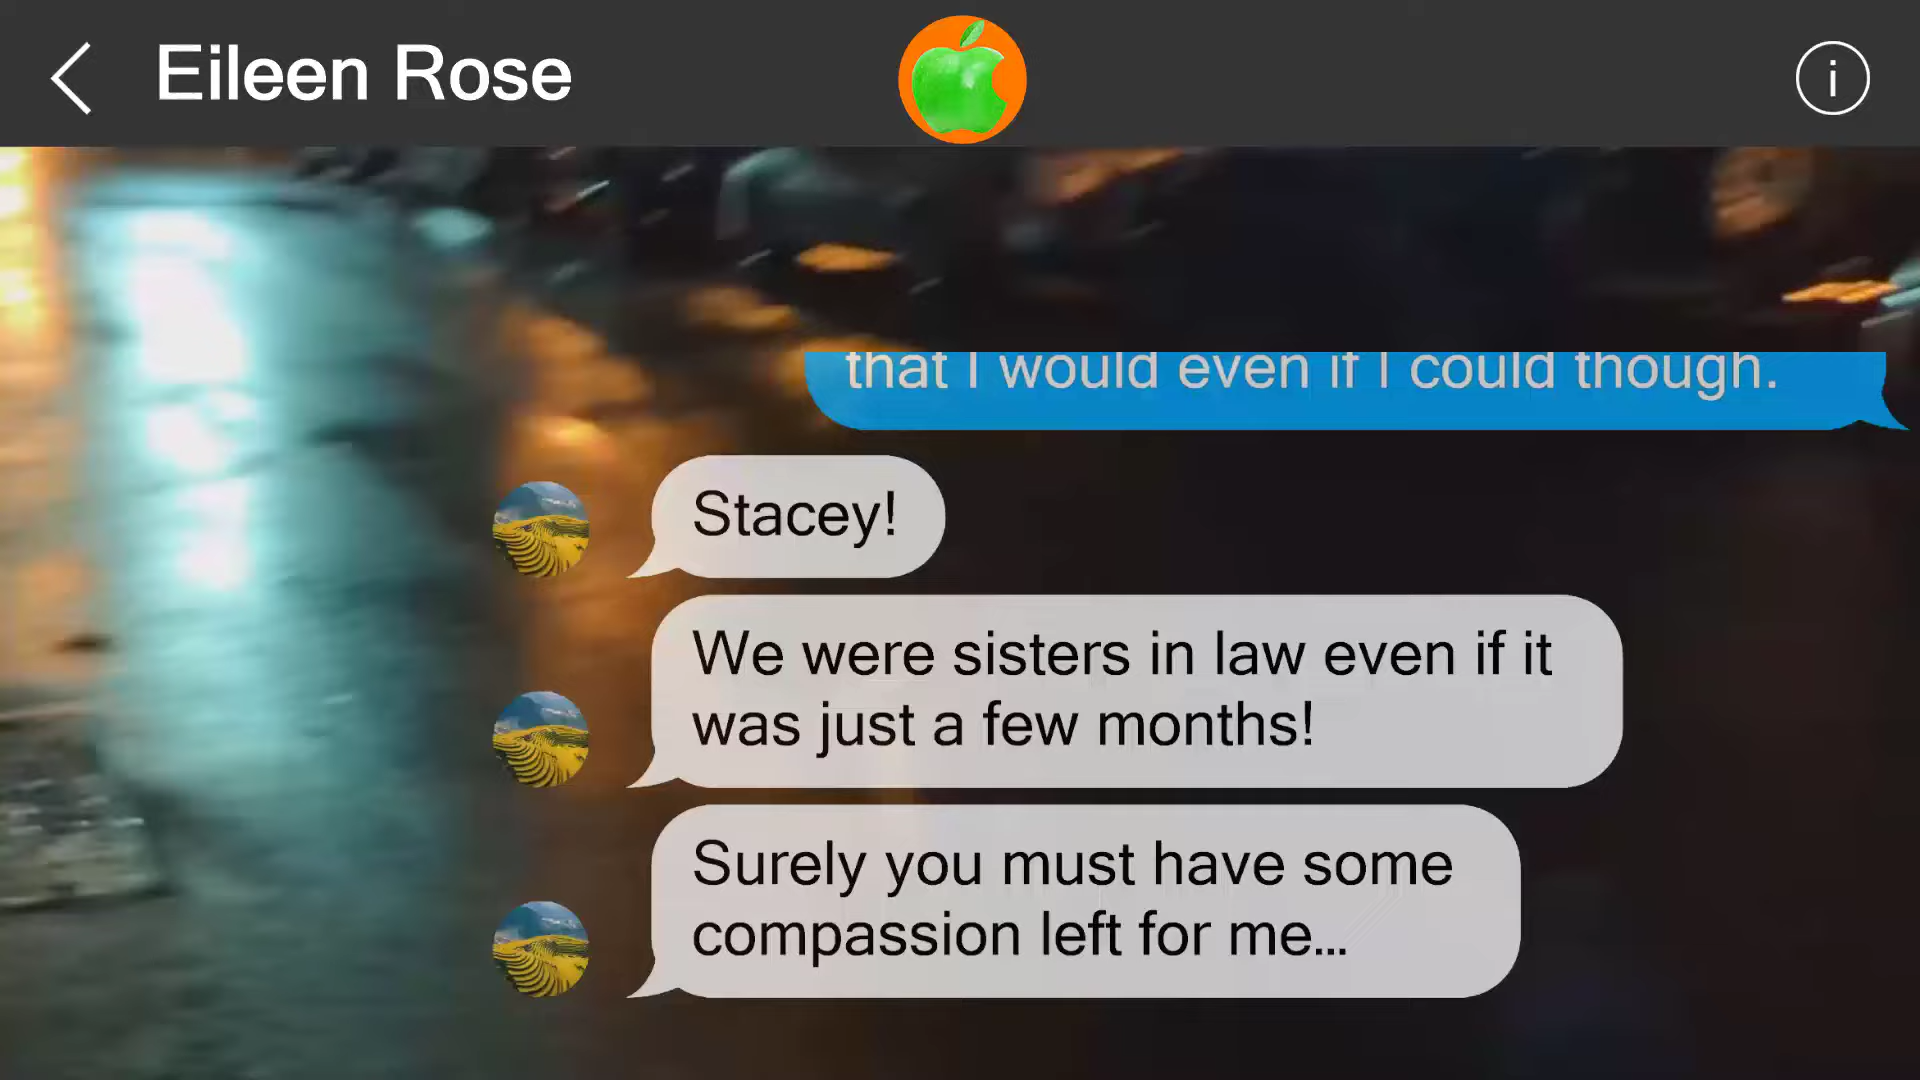 Eileen Rose
that I would even if I could though.
Stacey!
We were sisters in law even if it
was just a few months!
Surely you must have some
compassion left for me...